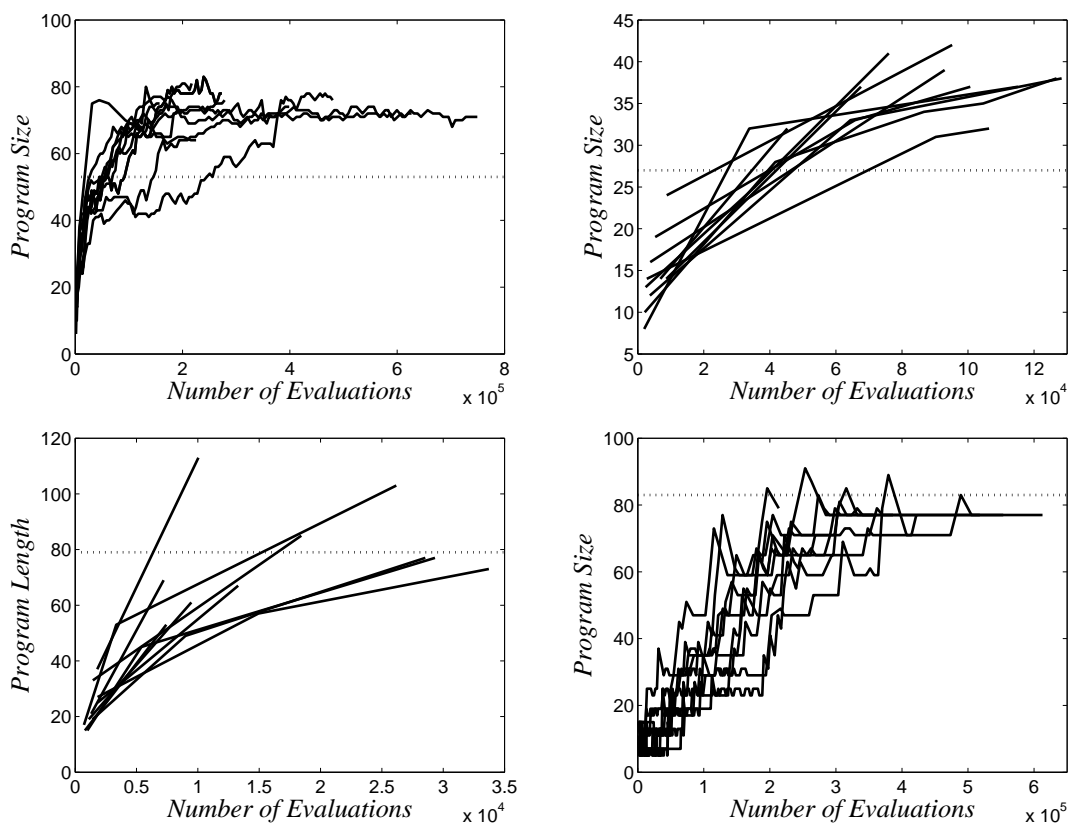 100
80
60
40
20
0
Program Size
0 2 4 6 8
Number of Evaluations
x 10^5
45
40
35
30
25
20
15
10
5
Program Size
0 2 4 6 8 10 12
Number of Evaluations
x 10^4
120
100
80
60
40
20
0
Program Length
0 0.5 1 1.5 2 2.5 3 3.5
Number of Evaluations
x 10^4
100
80
60
40
20
0
Program Size
0 1 2 3 4 5 6
Number of Evaluations
x 10^5